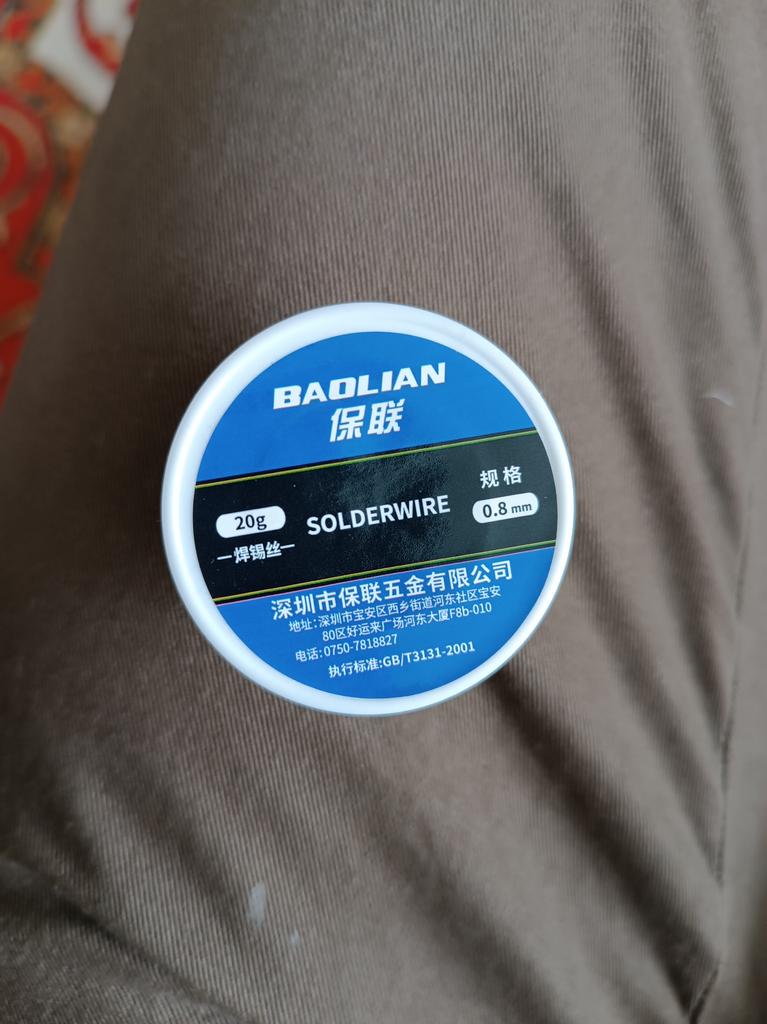 BAOLIAN
保联
20g
焊锡丝
SOLDERWIRE
规格
0.8 mm
深圳市保联五金有限公司
地址:深圳市宝安区西乡街道河东社区宝安
80区好运来广场河东大厦F8b-010
电话:0750-7818827
执行标准:GB/T3131-2001